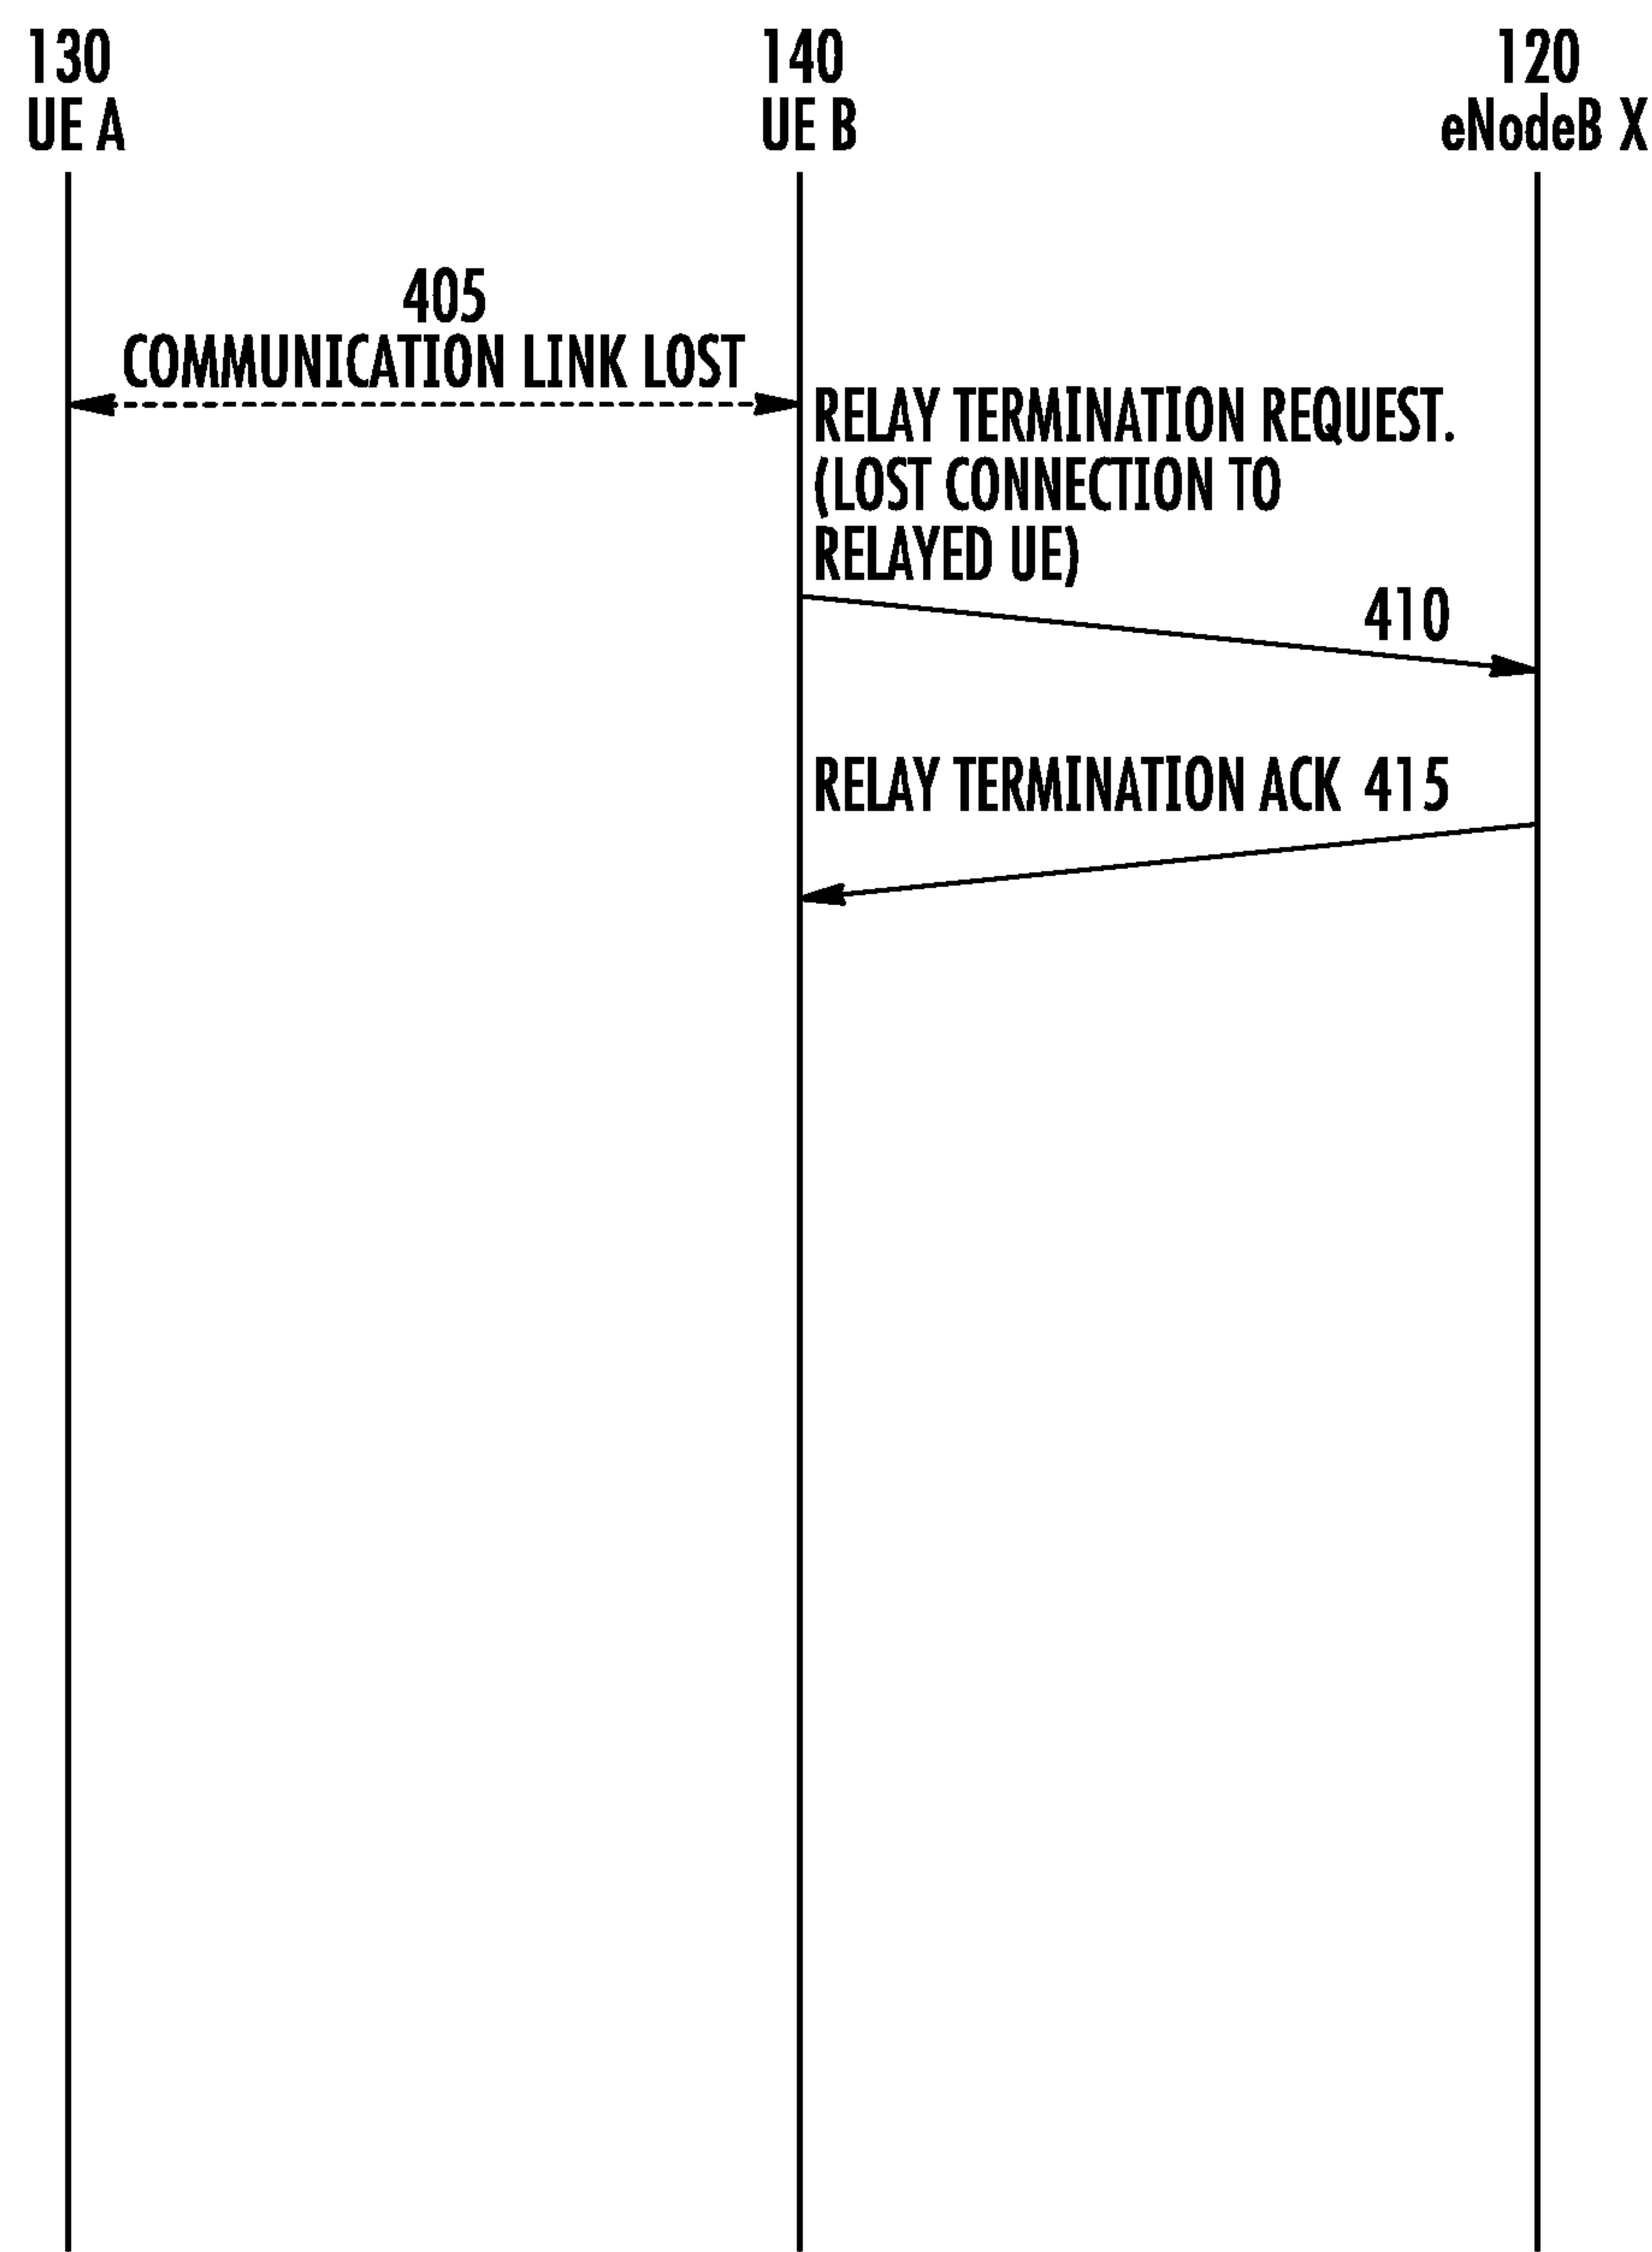 130
UE A
140
UE B
120
eNodeB X
405
COMMUNICATION LINK LOST
RELAY TERMINATION REQUEST.
(LOST CONNECTION TO
RELAYED UE)
410
RELAY TERMINATION ACK 415